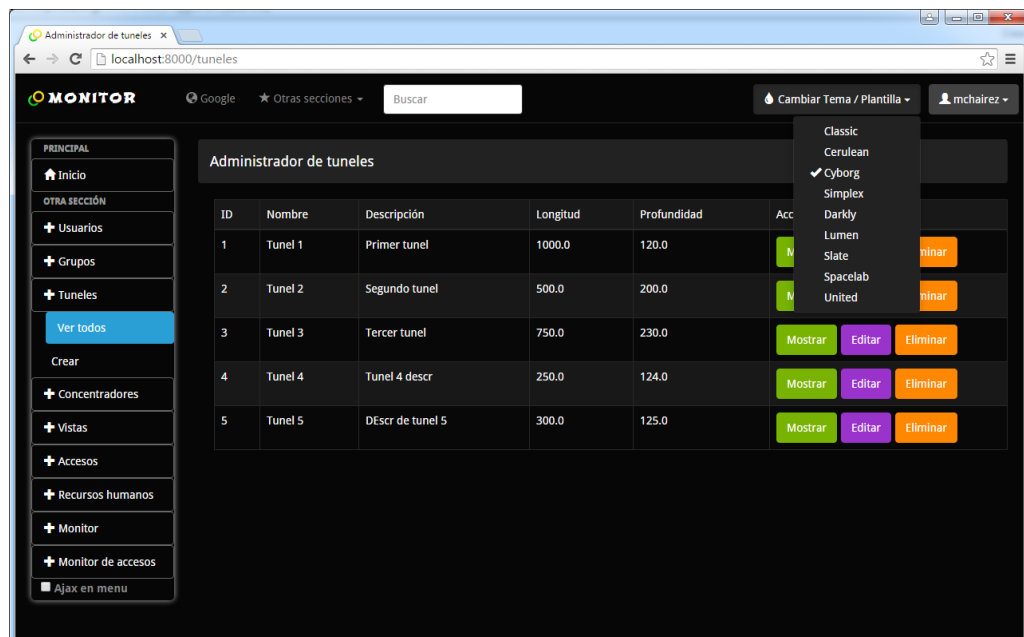 Administrador de tuneles
localhost:8000/tuneles
MONITOR
Google
Otras secciones
Buscar
Cambiar Tema / Plantilla
mchairez
Classic
Cerulean
Cyborg
Simplex
Darkly
Lumen
Slate
Spacelab
United
PRINCIPAL
Inicio
OTRA SECCIÓN
Usuarios
Grupos
Tuneles
Ver todos
Crear
Concentradores
Vistas
Accesos
Recursos humanos
Monitor
Monitor de accesos
Ajax en menu
Administrador de tuneles
ID Nombre Descripción Longitud Profundidad
1 Tunel 1 Primer tunel 1000.0 120.0
2 Tunel 2 Segundo tunel 500.0 200.0
3 Tunel 3 Tercer tunel 750.0 230.0 Mostrar Editar Eliminar
4 Tunel 4 Tunel 4 descr 250.0 124.0 Mostrar Editar Eliminar
5 Tunel 5 DEscr de tunel 5 300.0 125.0 Mostrar Editar Eliminar